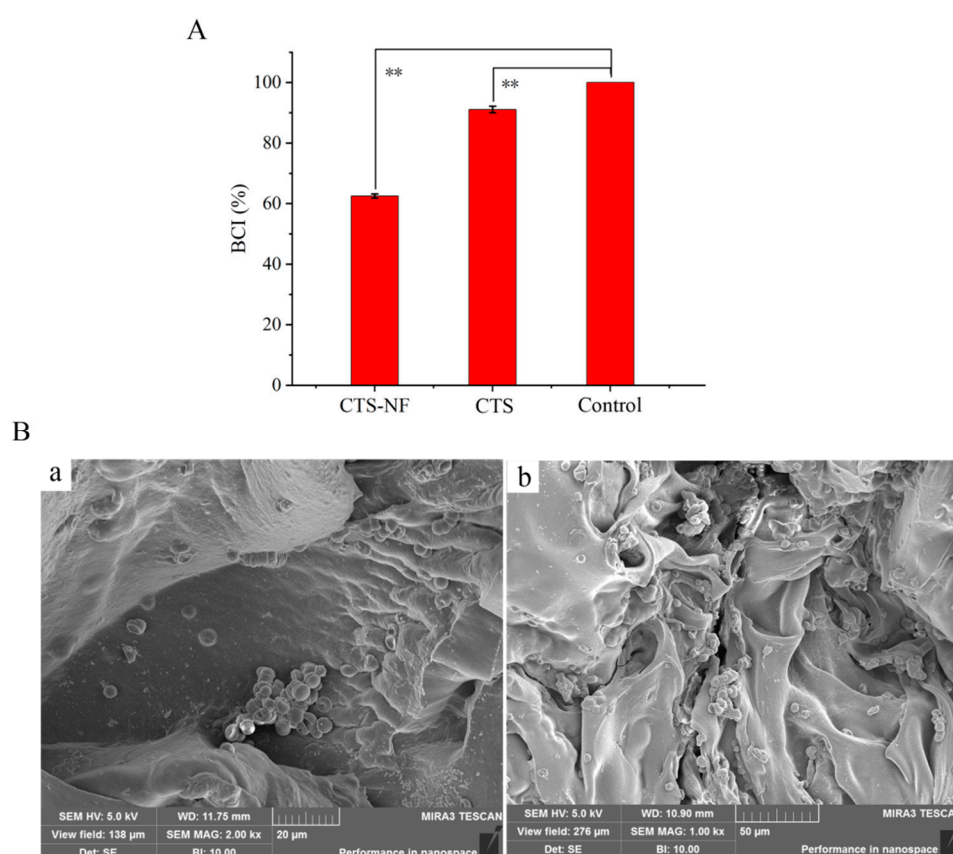 A
BCI (%)
100
80
60
40
20
0
**
**
CTS-NF CTS Control
B
a
b
SEM HV: 5.0 kV WD: 11.75 mm MIRA3 TESCAN
View field: 138 µm SEM MAG: 2.00 kx 20 µm
Det: SE BI: 10.00 Performance in nanospace
SEM HV: 5.0 kV WD: 10.90 mm MIRA3 TESCAN
View field: 276 µm SEM MAG: 1.00 kx 50 µm
Det: SE BI: 10.00 Performance in nanospace